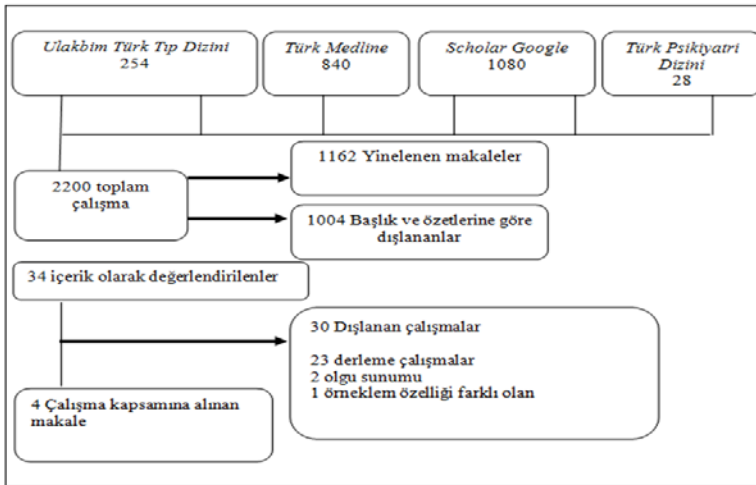 Ulakbim Türk Tıp Dizini
254
Türk Medline
840
Scholar Google
1080
Türk Psikiyatri
Dizini
28
2200 toplam
çalışma
1162 Yinelenen makaleler
1004 Başlık ve özetlerine göre
dışlananlar
34 içerik olarak değerlendirilenler
30 Dışlanan çalışmalar
23 derleme çalışmalar
2 olgu sunumu
1 örneklem özelliği farklı olan
4 Çalışma kapsamına alınan
makale